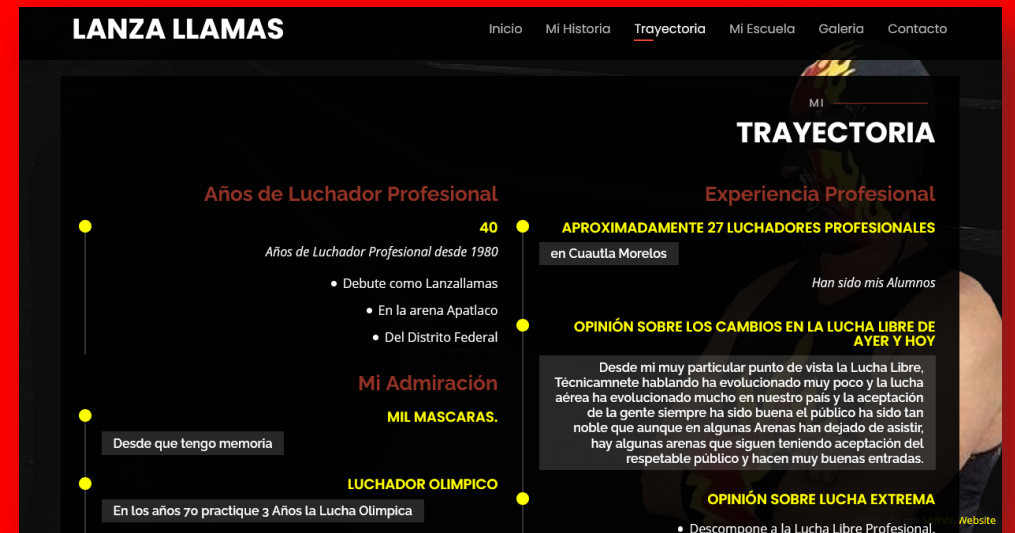 LANZA LLAMAS
Inicio Mi Historia Trayectoria Mi Escuela Galeria Contacto
MI
TRAYECTORIA
Años de Luchador Profesional
40
Años de Luchador Profesional desde 1980
Debute como Lanzallamas
En la arena Apatlaco
Del Distrito Federal
Mi Admiración
MIL MASCARAS.
Desde que tengo memoria
LUCHADOR OLIMPICO
En los años 70 practique 3 Años la Lucha Olimpica
Experiencia Profesional
APROXIMADAMENTE 27 LUCHADORES PROFESIONALES
en Cuautla Morelos
Han sido mis Alumnos
OPINIÓN SOBRE LOS CAMBIOS EN LA LUCHA LIBRE DE
AYER Y HOY
Desde mi muy particular punto de vista la Lucha Libre,
Técnicamnete hablando ha evolucionado muy poco y la lucha
aérea ha evolucionado mucho en nuestro país y la aceptación
de la gente siempre ha sido buena el público ha sido tan
noble que aunque en algunas Arenas han dejado de asistir,
hay algunas arenas que siguen teniendo aceptación del
respetable público y hacen muy buenas entradas.
OPINIÓN SOBRE LUCHA EXTREMA
Descompone a la Lucha Libre Profesional.
Website